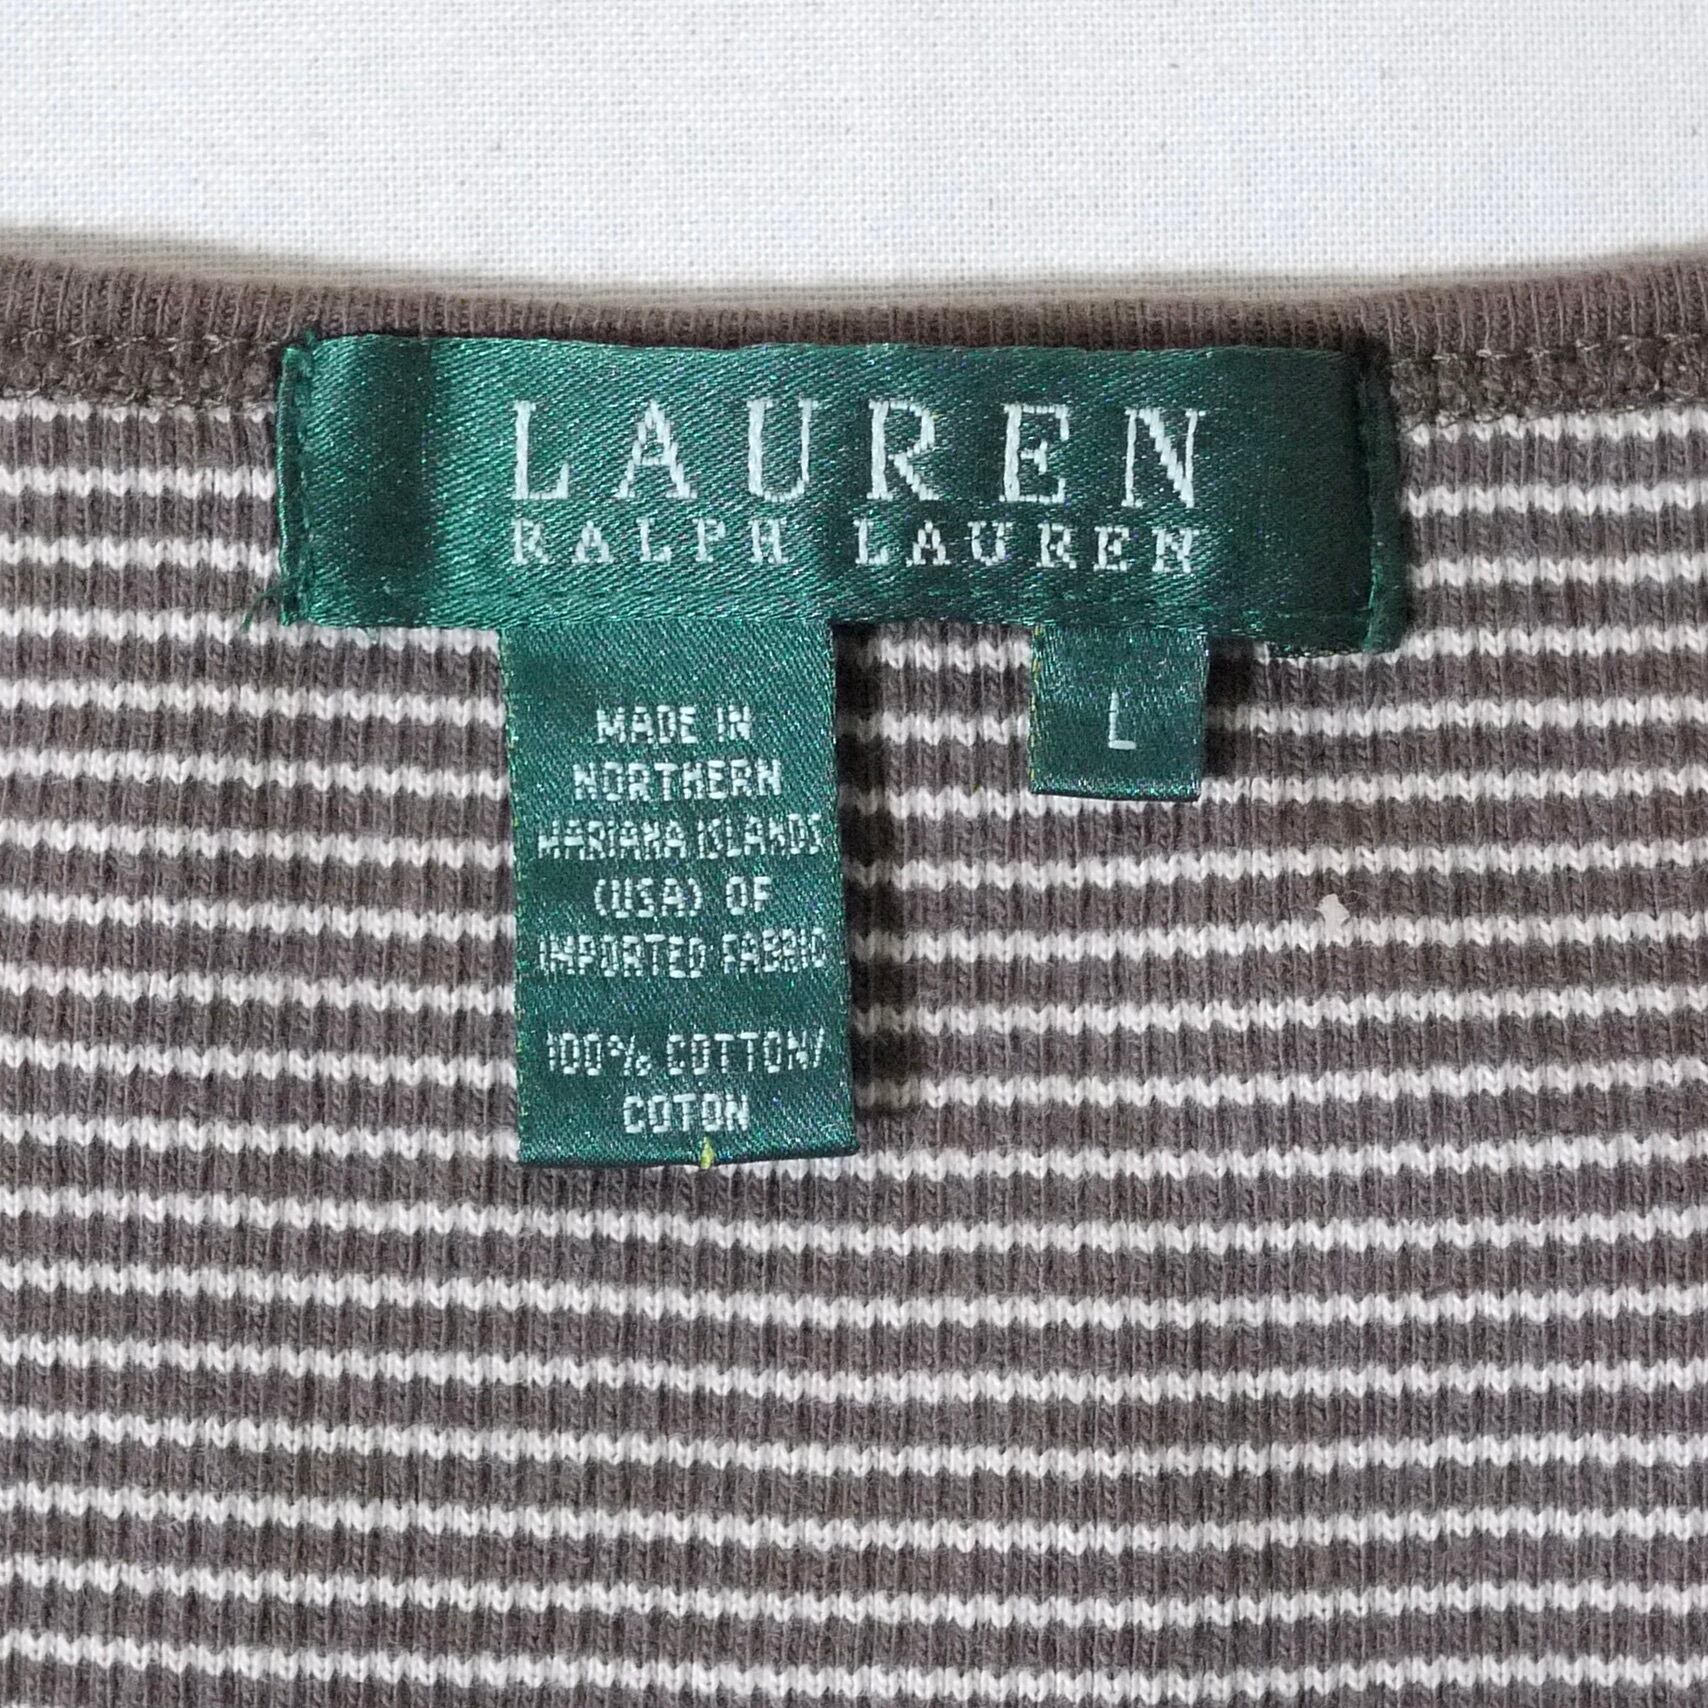 LAUREN
RALPH LAUREN
L
MADE IN
NORTHERN
MARIANA ISLANDS
(USA) OF
IMPORTED FABRIC
100% COTTON/
COTON